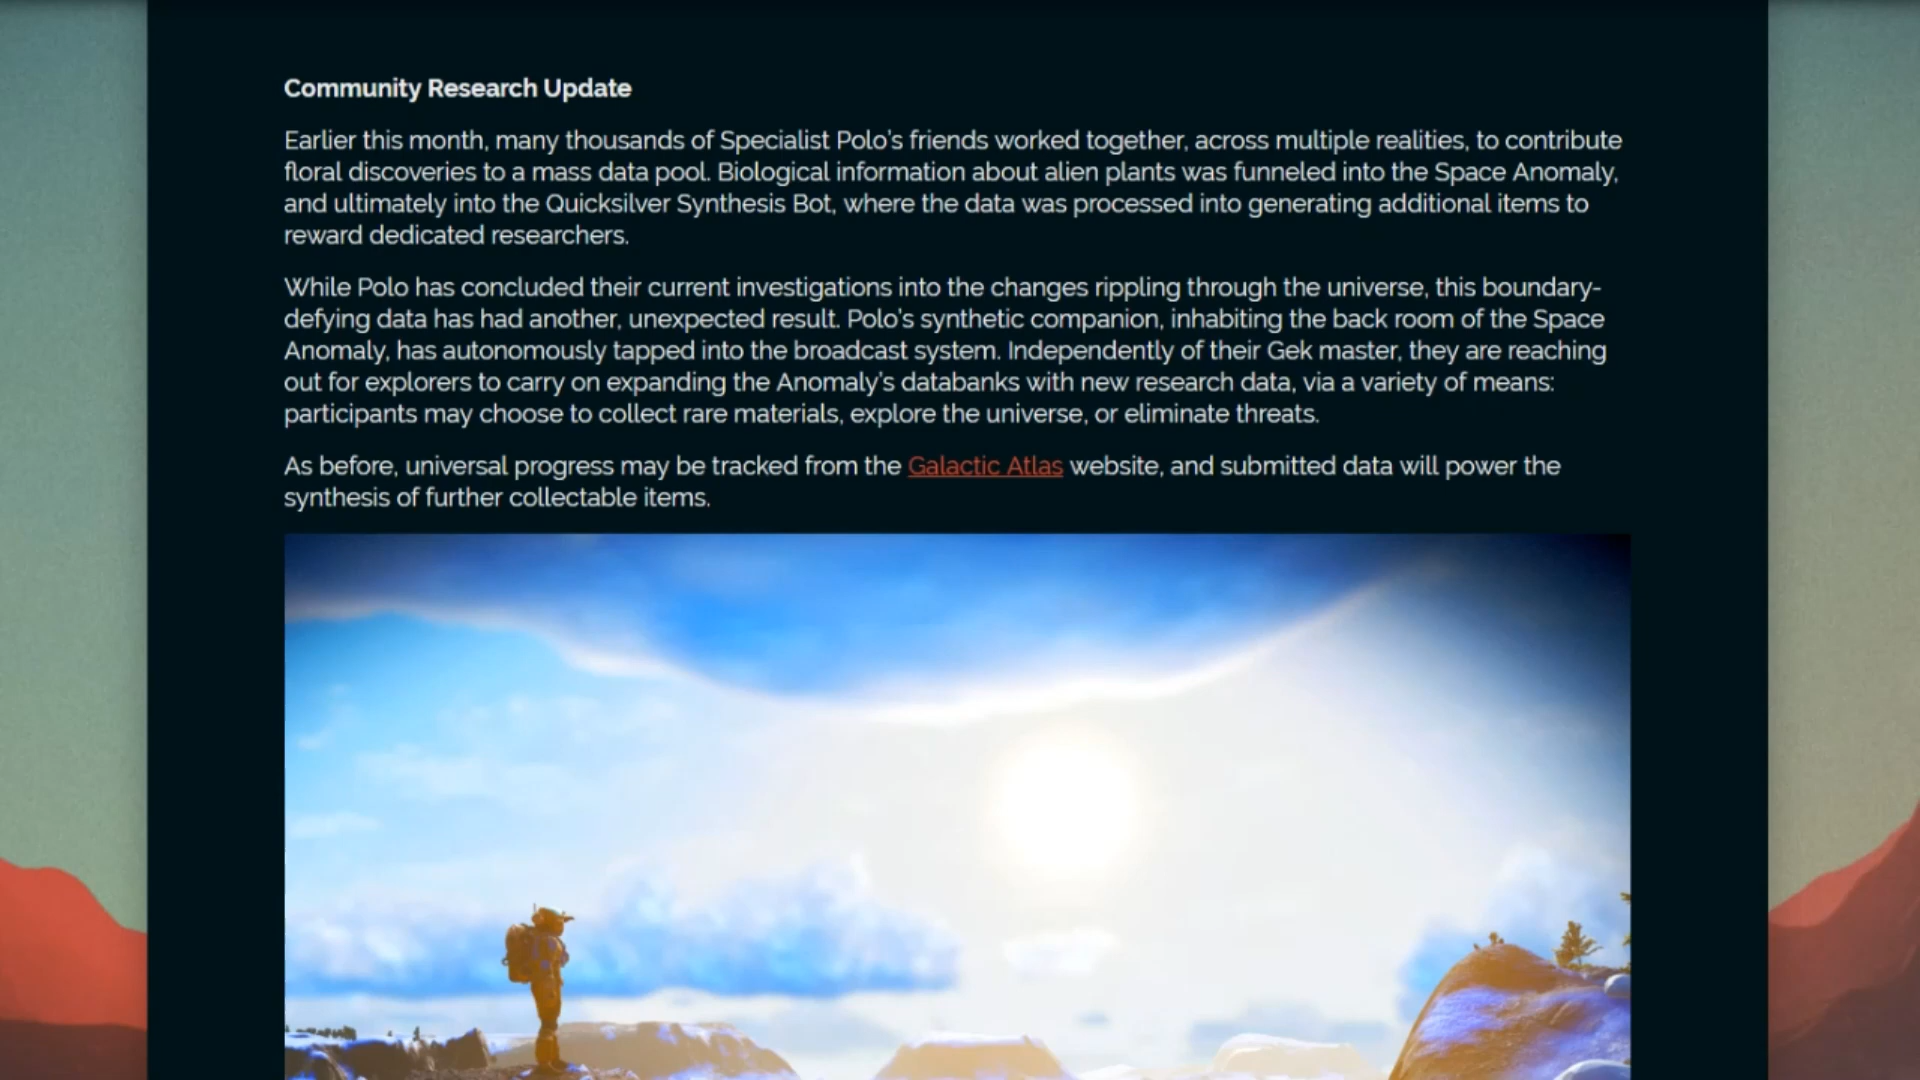 Community Research Update
Earlier this month, many thousands of Specialist Polo's friends worked together, across multiple realities, to contribute
floral discoveries to a mass data pool. Biological information about alien plants was funneled into the Space Anomaly,
and ultimately into the Quicksilver Synthesis Bot, where the data was processed into generating additional items to
reward dedicated researchers.
While Polo has concluded their current investigations into the changes rippling through the universe, this boundary-
defying data has had another, unexpected result. Polo's synthetic companion, inhabiting the back room of the Space
Anomaly, has autonomously tapped into the broadcast system. Independently of their Gek master, they are reaching
out for explorers to carry on expanding the Anomaly's databanks with new research data, via a variety of means:
participants may choose to collect rare materials, explore the universe, or eliminate threats.
As before, universal progress may be tracked from the Galactic Atlas website, and submitted data will power the
synthesis of further collectable items.